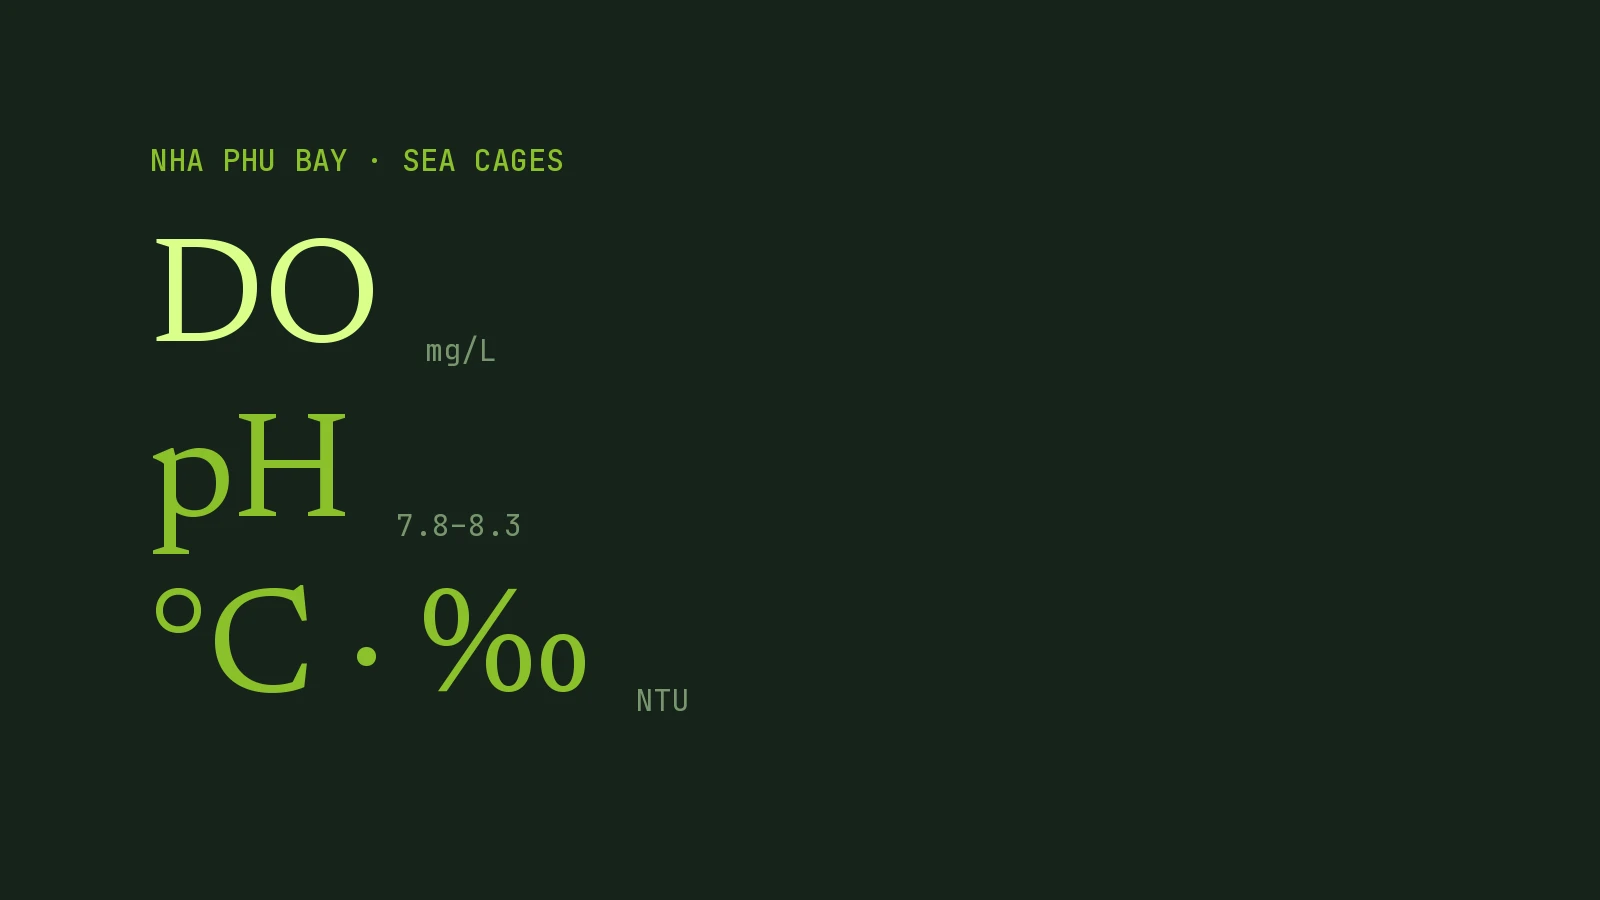 NHA PHU BAY · SEA CAGES
DO mg/L
pH 7.8–8.3
°C · ‰ NTU